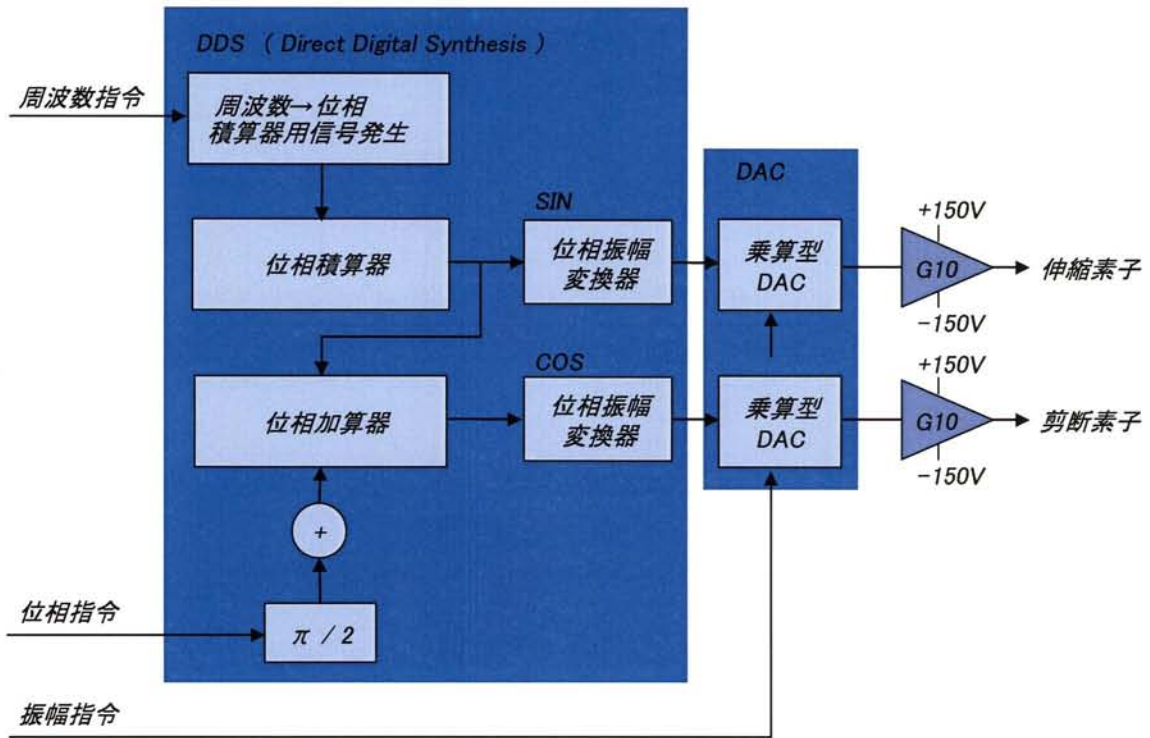 DDS ( Direct Digital Synthesis )
周波数指令
周波数→位相
積算器用信号発生
DAC
SIN
+150V
位相積算器
位相振幅
変換器
乗算型
DAC
G10
伸縮素子
-150V
COS
+150V
位相加算器
位相振幅
変換器
乗算型
DAC
G10
剪断素子
-150V
+
位相指令
π / 2
振幅指令